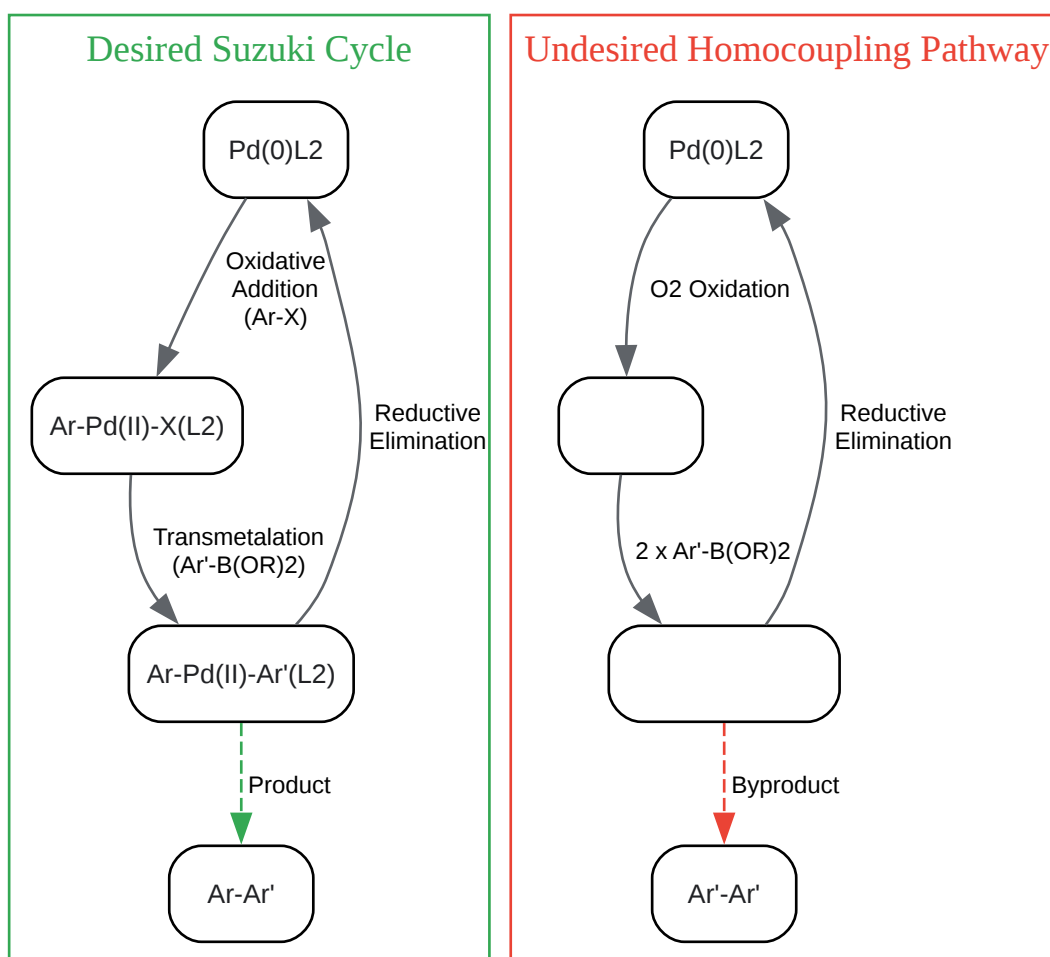 Desired Suzuki Cycle
Pd(0)L2
Oxidative
Addition
(Ar-X)
Ar-Pd(II)-X(L2)
Reductive
Elimination
Transmetalation
(Ar'-B(OR)2)
Ar-Pd(II)-Ar'(L2)
Product
Ar-Ar'
Undesired Homocoupling Pathway
Pd(0)L2
O2 Oxidation
Reductive
Elimination
2 x Ar'-B(OR)2
Byproduct
Ar'-Ar'